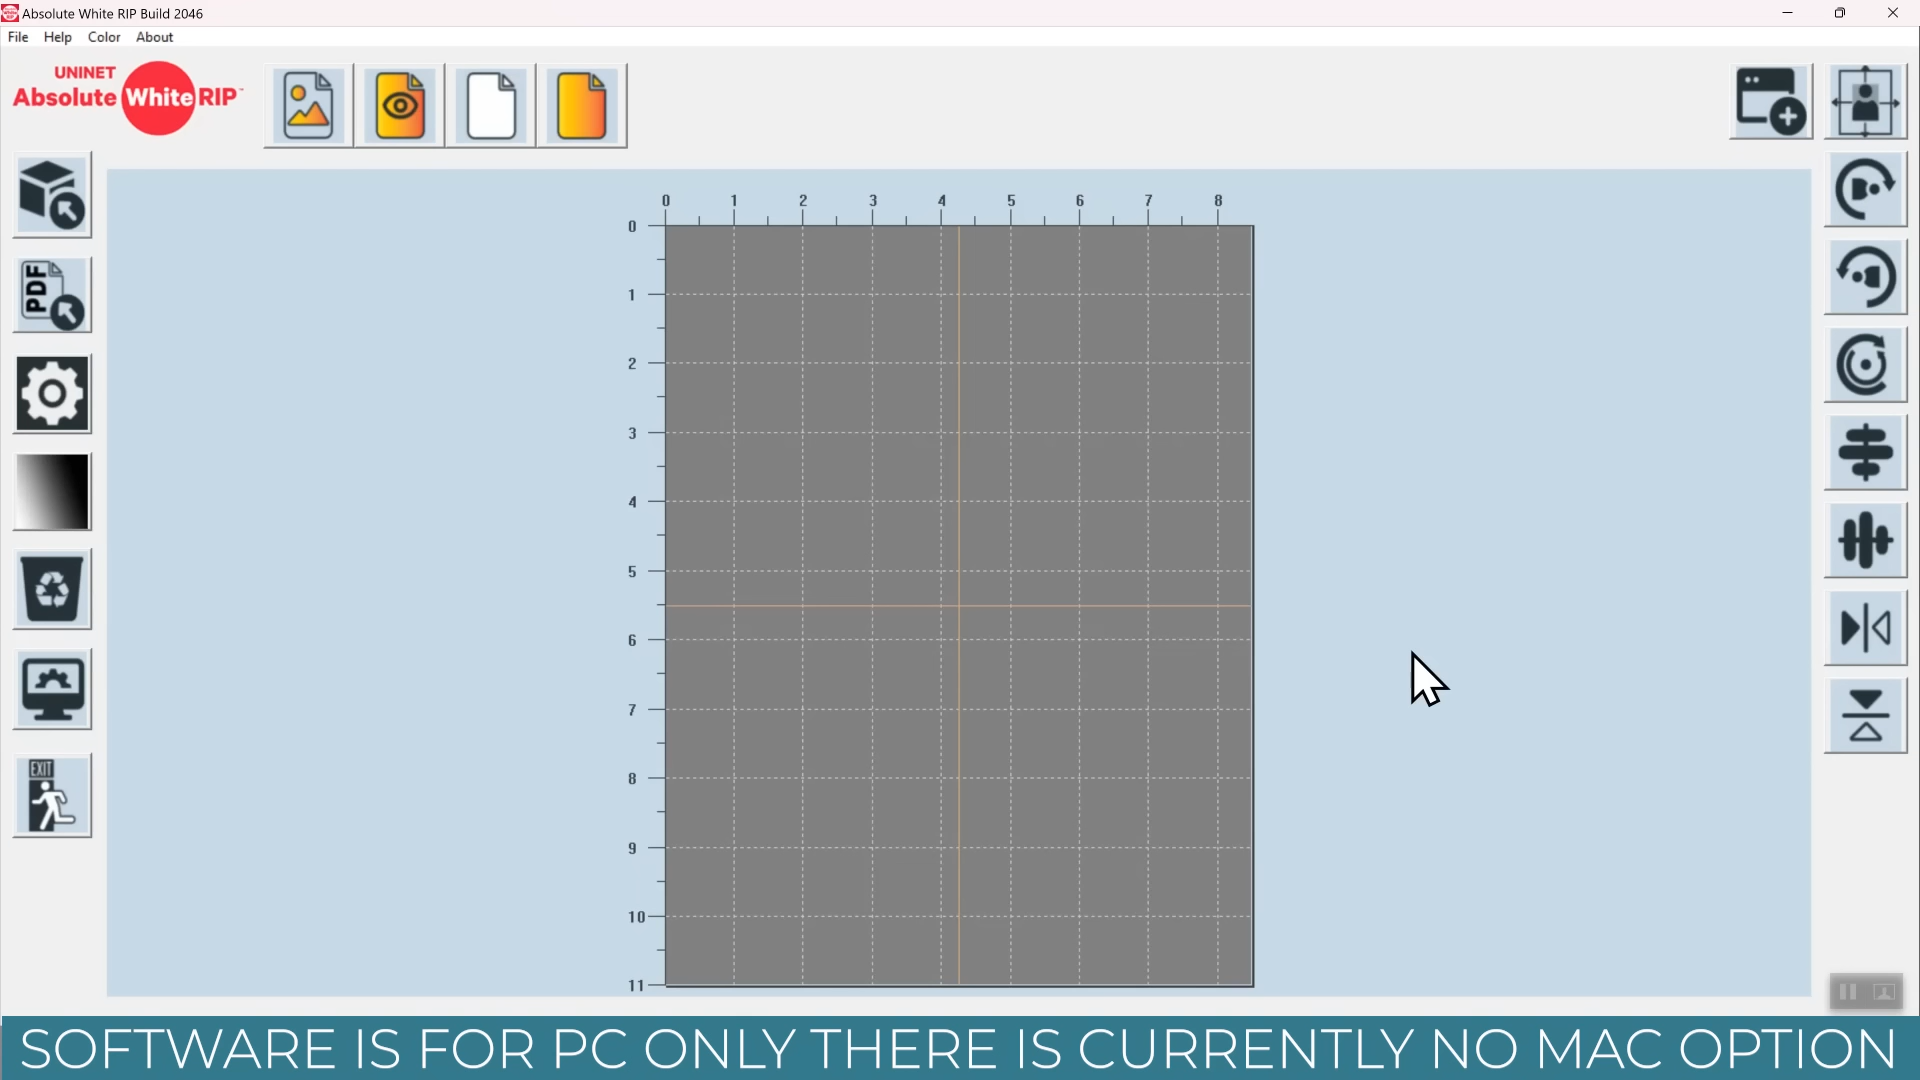 Absolute White RIP Build 2046
File Help Color About
UNINET
Absolute White RIP™
PDF
EXIT
0 1 2 3 4 5 6 7 8
0
1
2
3
4
5
6
7
8
9
10
11
SOFTWARE IS FOR PC ONLY THERE IS CURRENTLY NO MAC OPTION